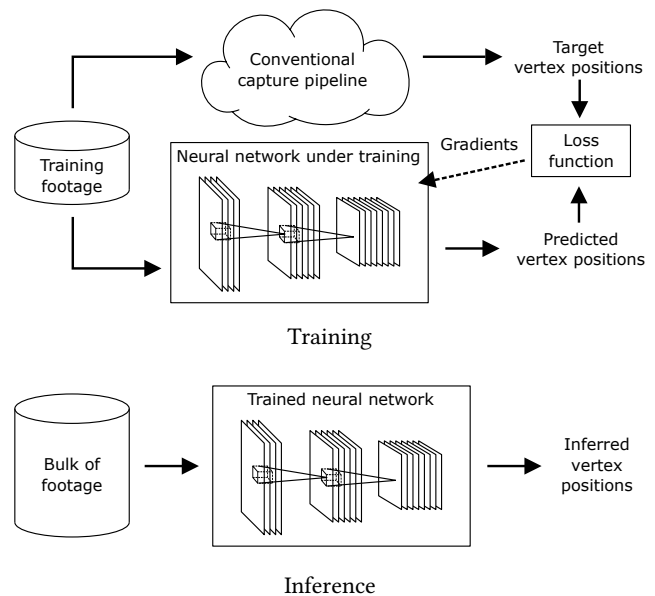 Conventional
capture pipeline
Target
vertex positions
Training
footage
Neural network under training
Gradients
Loss
function
Predicted
vertex positions
Training
Trained neural network
Bulk of
footage
Inferred
vertex
positions
Inference